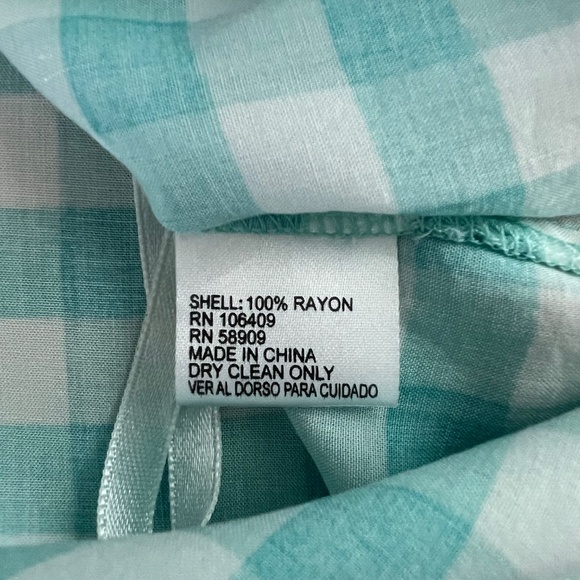 SHELL: 100% RAYON
RN 106409
RN 58909
MADE IN CHINA
DRY CLEAN ONLY
VER AL DORSO PARA CUIDADO